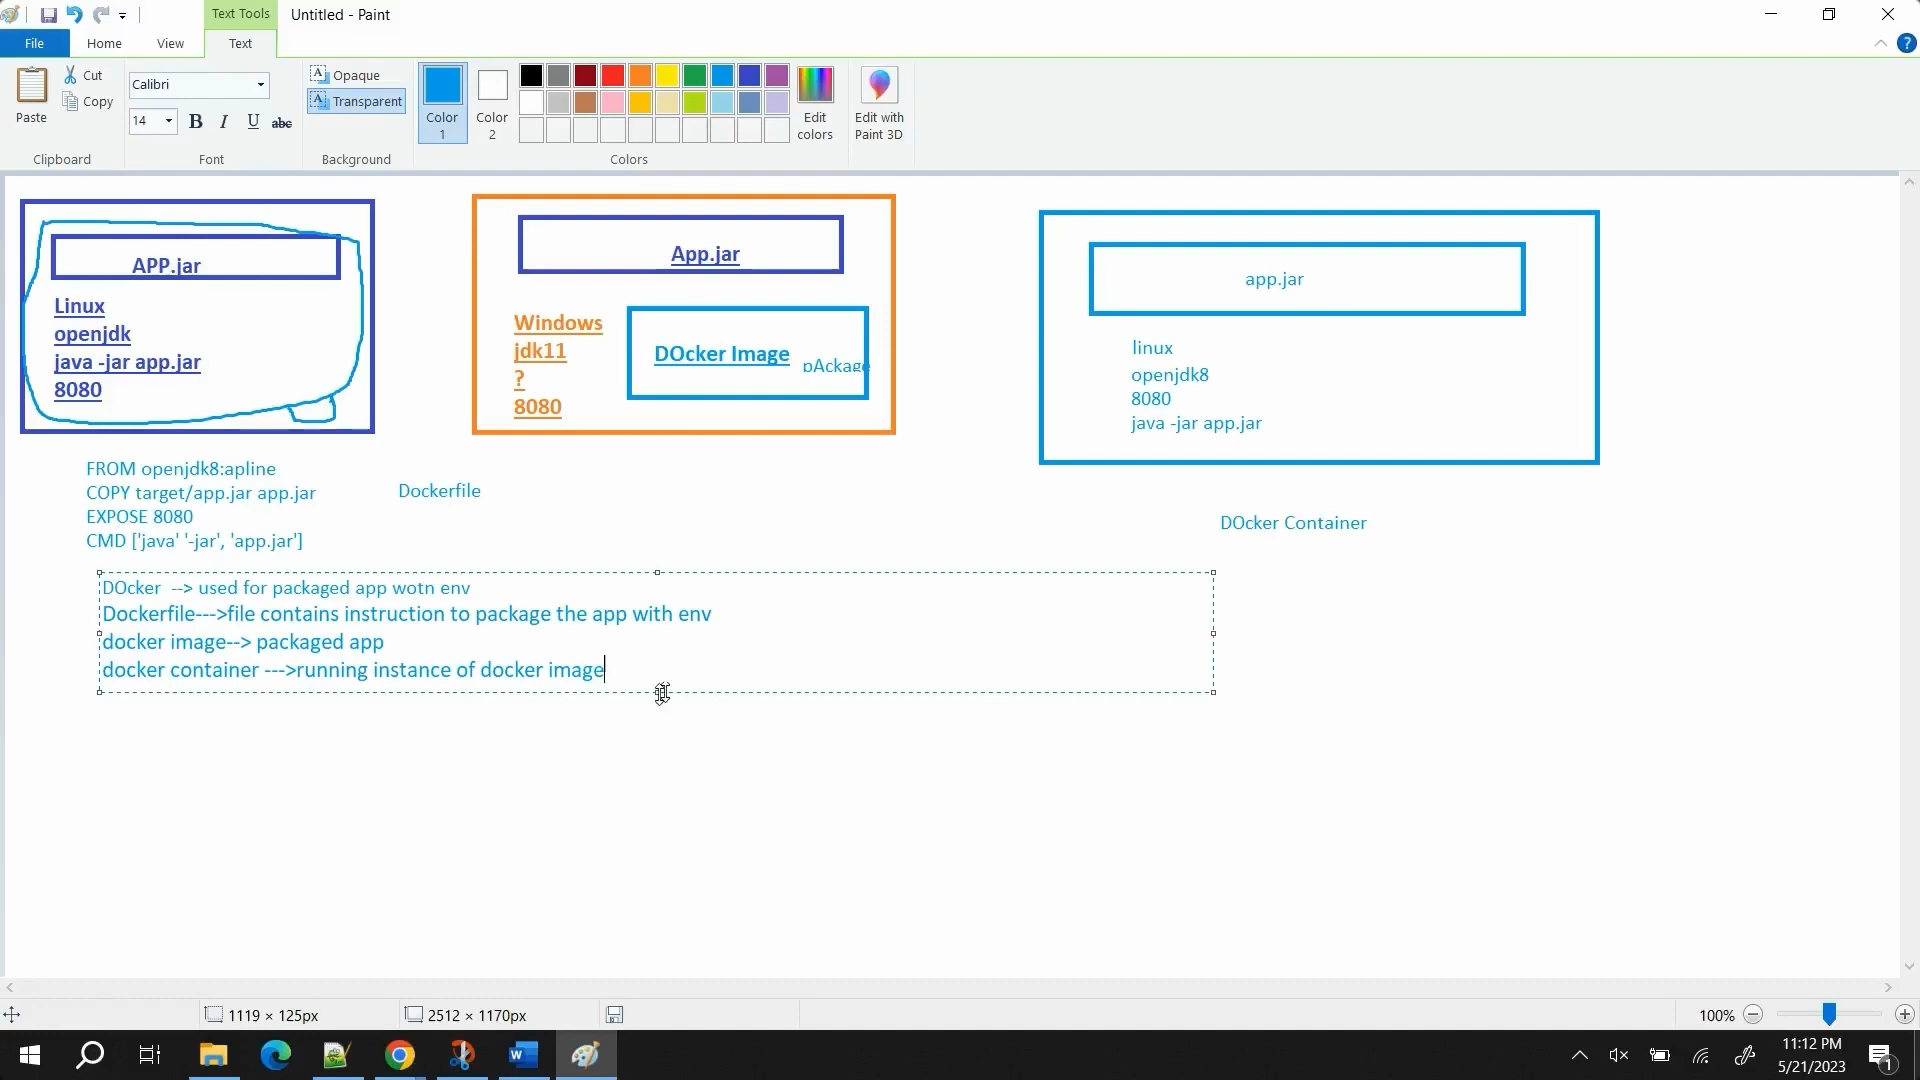 Text Tools
Untitled - Paint
File
Home
View
Text
Paste
Cut
Copy
Clipboard
Calibri
14
B I U abc
Font
Opaque
Transparent
Background
Color 1
Color 2
Edit colors
Colors
Edit with Paint 3D
APP.jar
Linux
openjdk
java -jar app.jar
8080
App.jar
Windows
jdk11
?
8080
DOcker Image
pAckage
app.jar
linux
openjdk8
8080
java -jar app.jar
FROM openjdk8:apline
COPY target/app.jar app.jar
EXPOSE 8080
CMD ['java' '-jar', 'app.jar']
Dockerfile
DOcker Container
DOcker --> used for packaged app wotn env
Dockerfile--->file contains instruction to package the app with env
docker image--> packaged app
docker container --->running instance of docker image
1119 × 125px
2512 × 1170px
100%
11:12 PM
5/21/2023
1